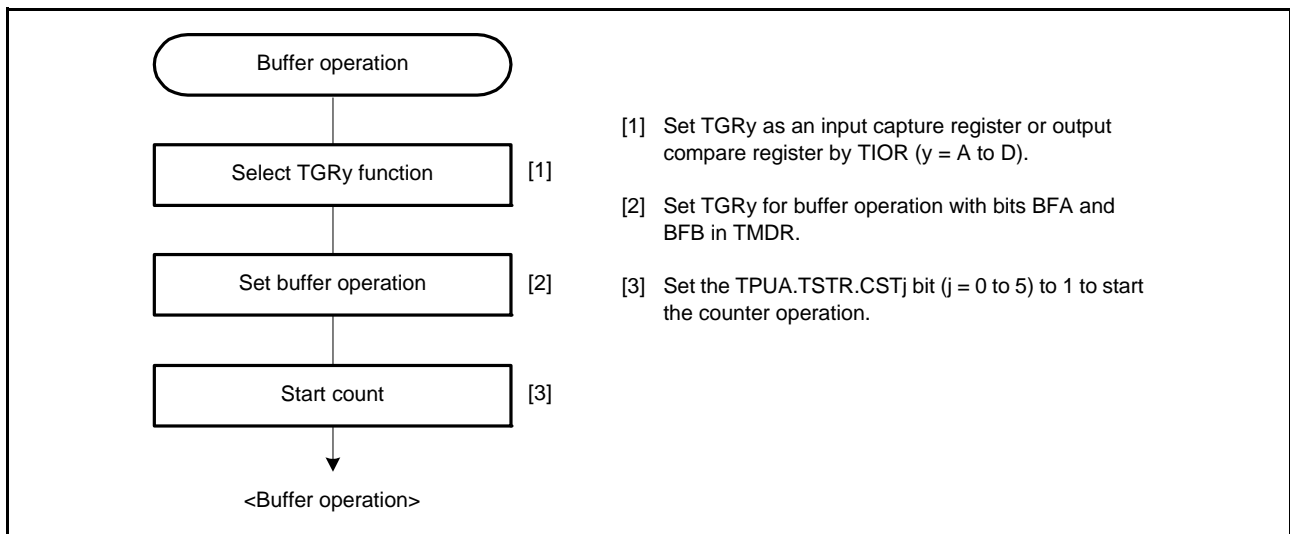 Buffer operation
Select TGRy function
[1]
Set buffer operation
[2]
Start count
[3]
<Buffer operation>
[1] Set TGRy as an input capture register or output
compare register by TIOR (y = A to D).
[2] Set TGRy for buffer operation with bits BFA and
BFB in TMDR.
[3] Set the TPUA.TSTR.CSTj bit (j = 0 to 5) to 1 to start
the counter operation.